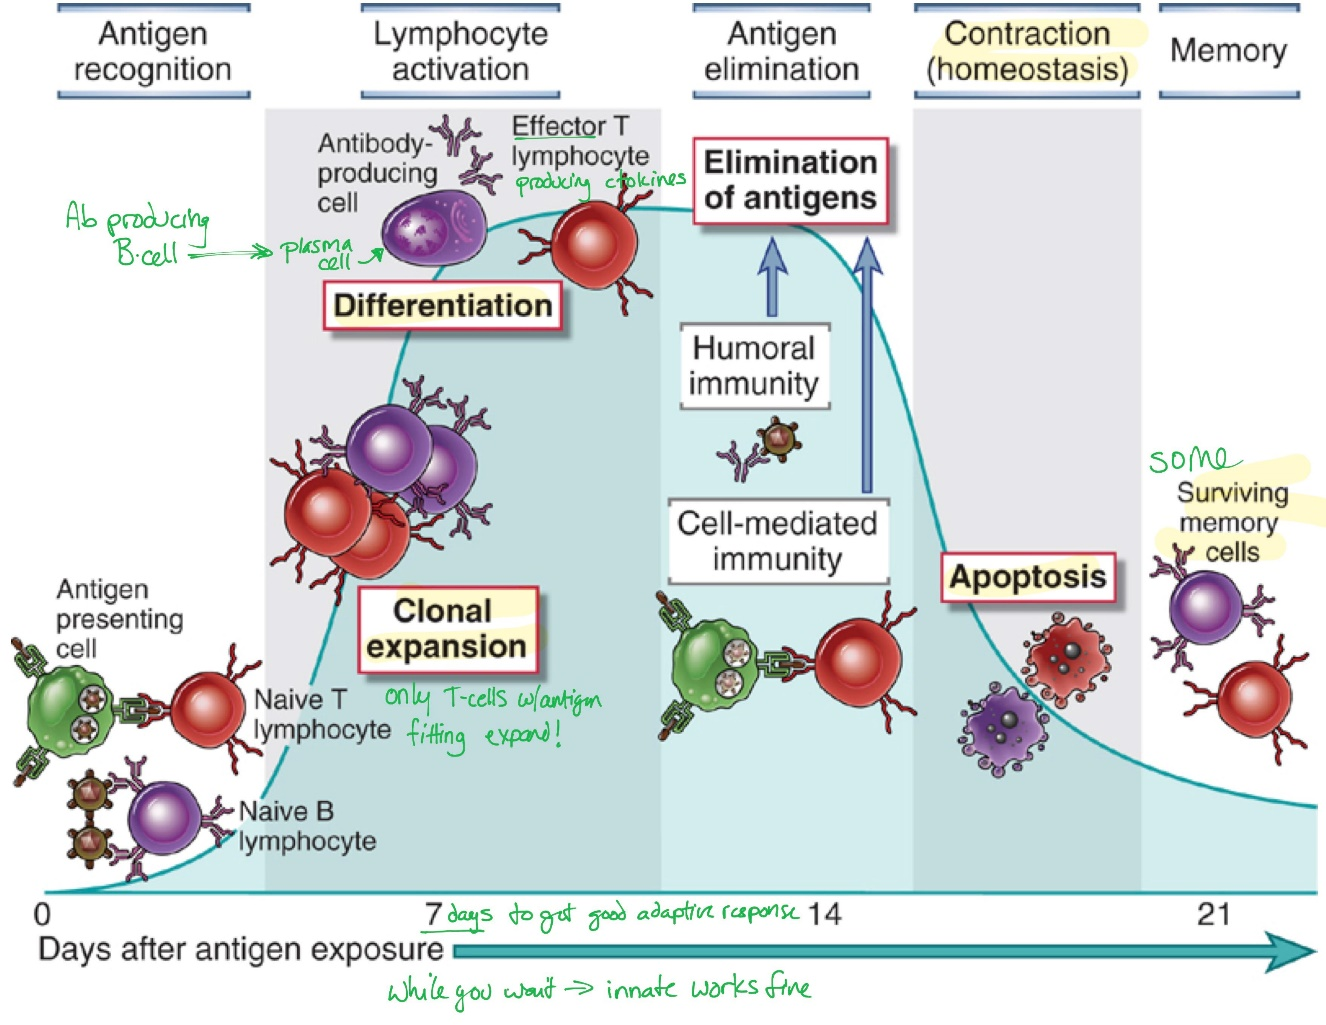 Antigen
recognition
Lymphocyte
activation
Antigen
elimination
Contraction
(homeostasis)
Memory
Antibody-
producing
cell
Effector T
lymphocyte
producing ctokines
Ab producing
B-cell
plasma
cell
Differentiation
Elimination
of antigens
Humoral
immunity
Cell-mediated
immunity
some
Surviving
memory
cells
Apoptosis
Clonal
expansion
only T-cells w/antigen
fitting expand!
Antigen
presenting
cell
Naive T
lymphocyte
Naive B
lymphocyte
0
7 days to get good adaptive response
14
21
Days after antigen exposure
While you wait → innate works fine